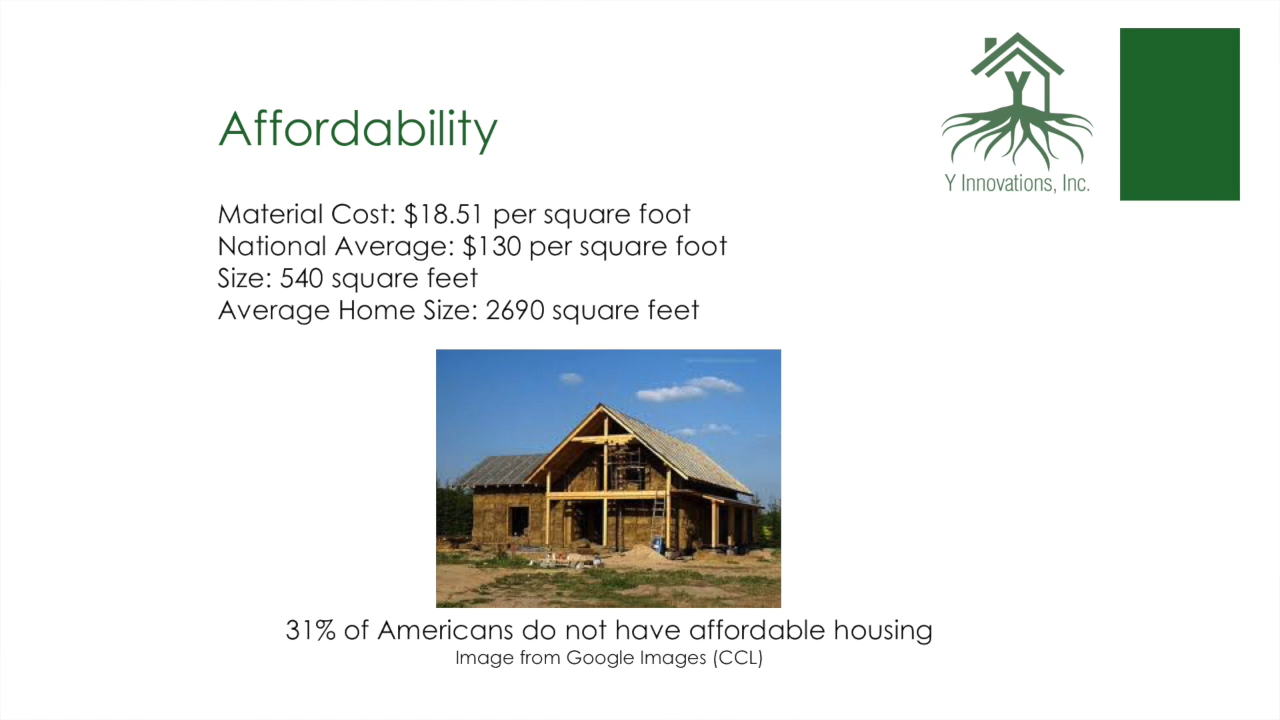 Y
Y Innovations, Inc.
Affordability
Material Cost: $18.51 per square foot
National Average: $130 per square foot
Size: 540 square feet
Average Home Size: 2690 square feet
31% of Americans do not have affordable housing
Image from Google Images (CCL)